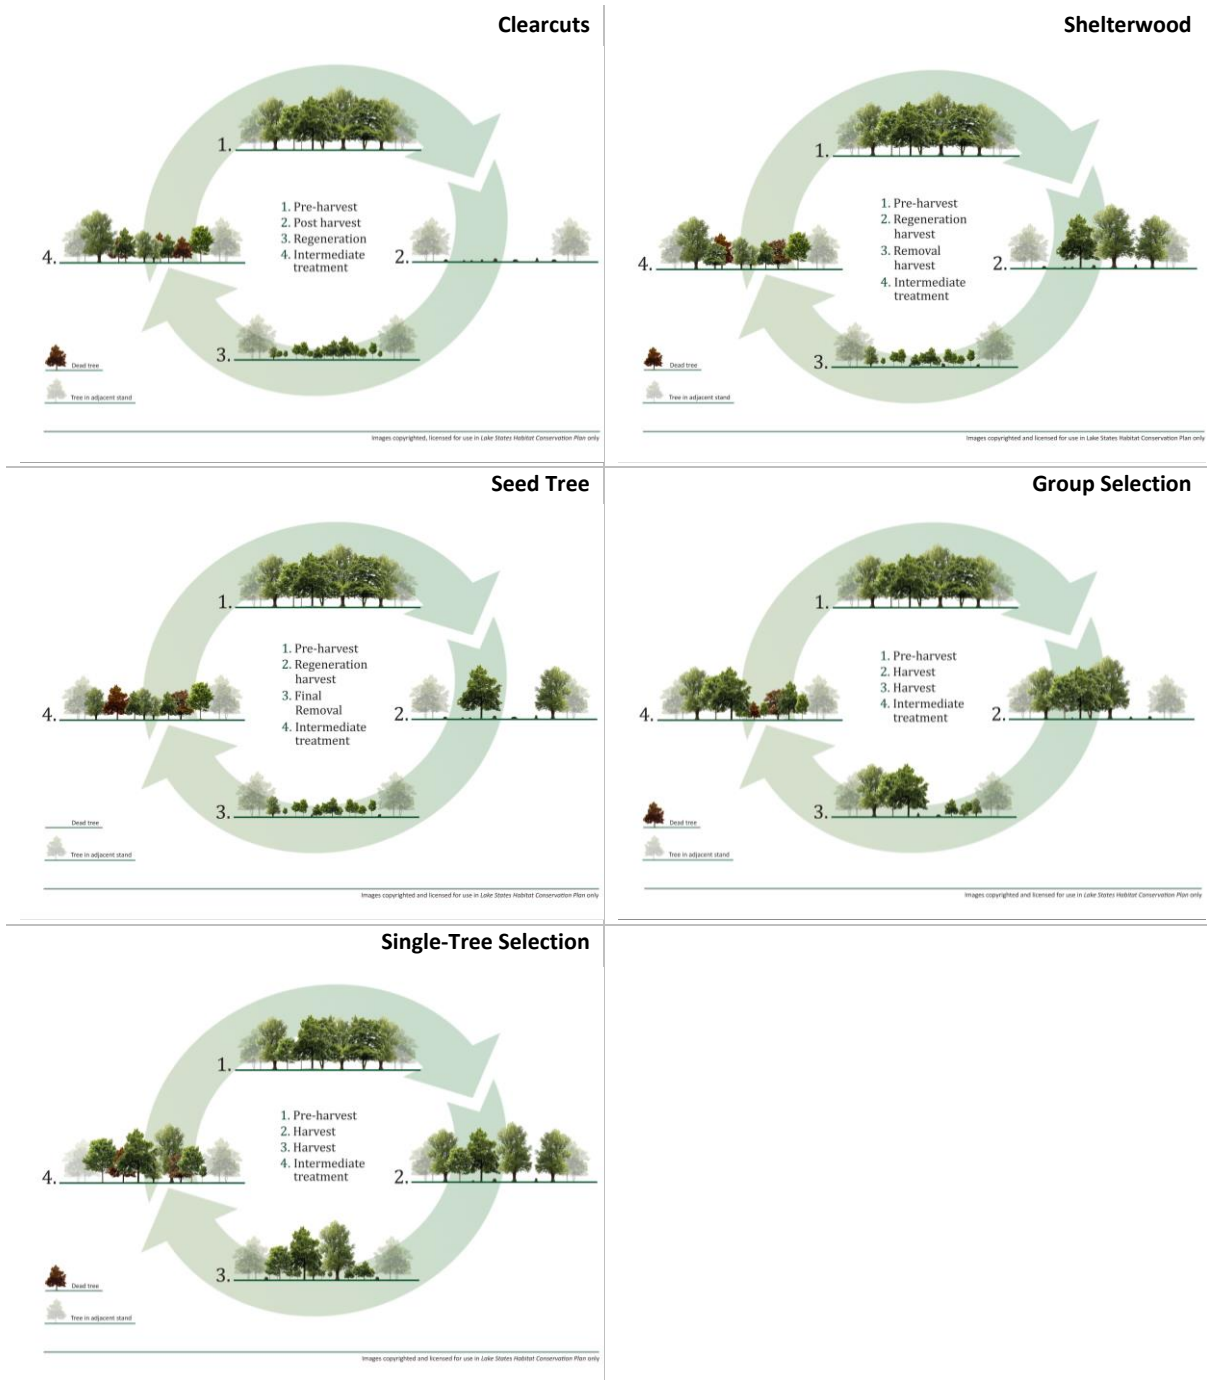 Clearcuts
1.
1. Pre-harvest
2. Post harvest
3. Regeneration
4. Intermediate
treatment
2.
3.
4.
Dead tree
Tree in adjacent stand
Images copyrighted, licensed for use in Lake States Habitat Conservation Plan only
Shelterwood
1.
1. Pre-harvest
2. Regeneration
harvest
3. Removal
harvest
4. Intermediate
treatment
2.
3.
4.
Dead tree
Tree in adjacent stand
Images copyrighted and licensed for use in Lake States Habitat Conservation Plan only
Seed Tree
1.
1. Pre-harvest
2. Regeneration
harvest
3. Final
Removal
4. Intermediate
treatment
2.
3.
4.
Dead tree
Tree in adjacent stand
Images copyrighted and licensed for use in Lake States Habitat Conservation Plan only
Group Selection
1.
1. Pre-harvest
2. Harvest
3. Harvest
4. Intermediate
treatment
2.
3.
4.
Dead tree
Tree in adjacent stand
Images copyrighted and licensed for use in Lake States Habitat Conservation Plan only
Single-Tree Selection
1.
1. Pre-harvest
2. Harvest
3. Harvest
4. Intermediate
treatment
2.
3.
4.
Dead tree
Tree in adjacent stand
Images copyrighted and licensed for use in Lake States Habitat Conservation Plan only